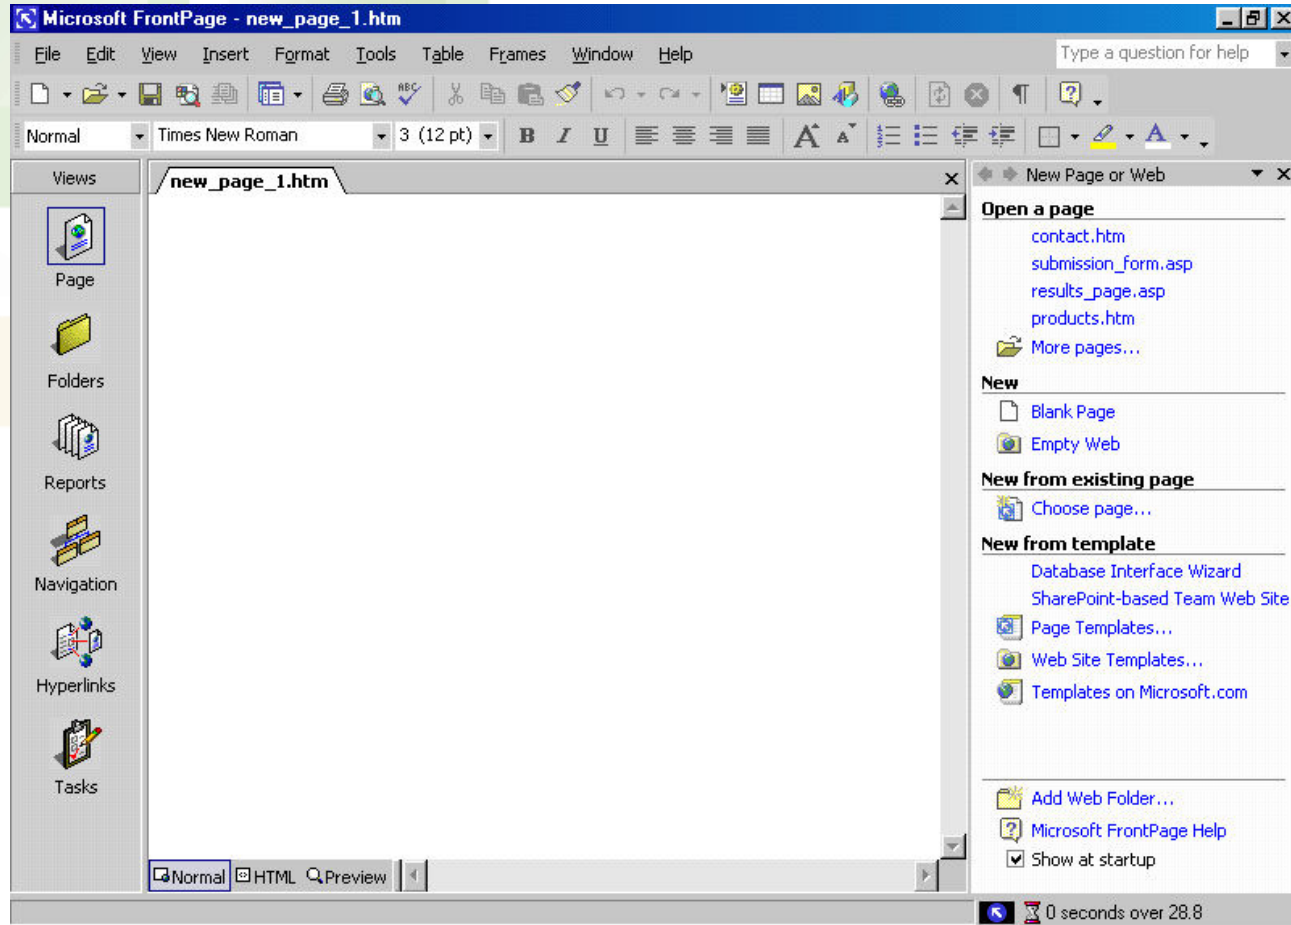 Microsoft FrontPage - new_page_1.htm
File Edit View Insert Format Tools Table Frames Window Help Type a question for help
ABC
Normal Times New Roman 3 (12 pt) B I U A A A
Views
new_page_1.htm
New Page or Web
Open a page
contact.htm
submission_form.asp
results_page.asp
products.htm
More pages...
New
Blank Page
Empty Web
New from existing page
Choose page...
New from template
Database Interface Wizard
SharePoint-based Team Web Site
Page Templates...
Web Site Templates...
Templates on Microsoft.com
Add Web Folder...
Microsoft FrontPage Help
Show at startup
Page
Folders
Reports
Navigation
Hyperlinks
Tasks
Normal HTML Preview
0 seconds over 28.8